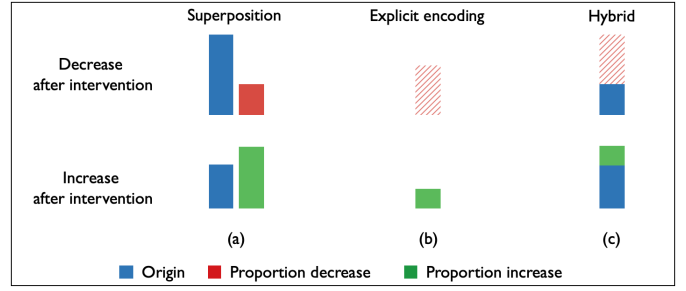 Superposition Explicit encoding Hybrid
Decrease
after intervention
Increase
after intervention
(a) (b) (c)
Origin Proportion decrease Proportion increase